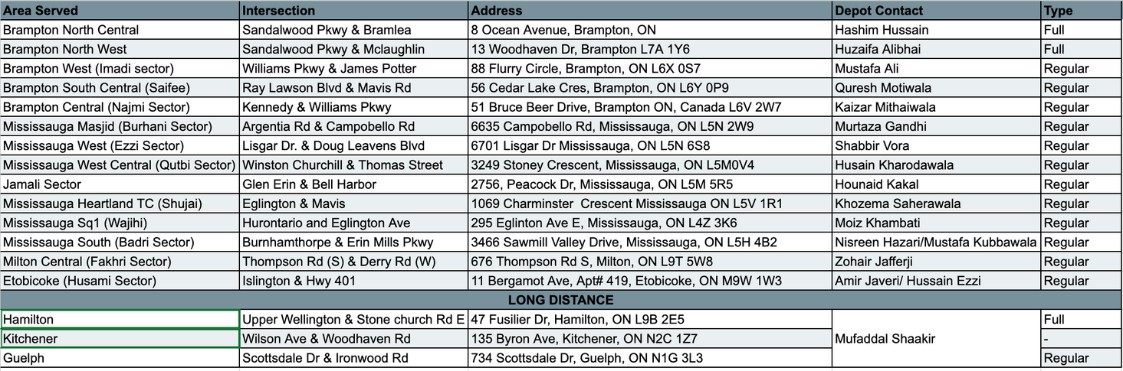 Area Served Intersection Address Depot Contact Type
Brampton North Central Sandalwood Pkwy & Bramlea 8 Ocean Avenue, Brampton, ON Hashim Hussain Full
Brampton North West Sandalwood Pkwy & Mclaughlin 13 Woodhaven Dr, Brampton L7A 1Y6 Huzaifa Alibhai Full
Brampton West (Imadi sector) Williams Pkwy & James Potter 88 Flurry Circle, Brampton, ON L6X 0S7 Mustafa Ali Regular
Brampton South Central (Saifee) Ray Lawson Blvd & Mavis Rd 56 Cedar Lake Cres, Brampton, ON L6Y 0P9 Quresh Motiwala Regular
Brampton Central (Najmi Sector) Kennedy & Williams Pkwy 51 Bruce Beer Drive, Brampton ON, Canada L6V 2W7 Kaizar Mithaiwala Regular
Mississauga Masjid (Burhani Sector) Argentia Rd & Campobello Rd 6635 Campobello Rd, Mississauga, ON L5N 2W9 Murtaza Gandhi Regular
Mississauga West (Ezzi Sector) Lisgar Dr. & Doug Leavens Blvd 6701 Lisgar Dr Mississauga, ON L5N 6S8 Shabbir Vora Regular
Mississauga West Central (Qutbi Sector) Winston Churchill & Thomas Street 3249 Stoney Crescent, Mississauga, ON L5M0V4 Husain Kharodawala Regular
Jamali Sector Glen Erin & Bell Harbor 2756, Peacock Dr, Mississauga, ON L5M 5R5 Hounaid Kakal Regular
Mississauga Heartland TC (Shujai) Eglington & Mavis 1069 Charminster Crescent Mississauga ON L5V 1R1 Khozema Saherawala Regular
Mississauga Sq1 (Wajihi) Hurontario and Eglington Ave 295 Eglinton Ave E, Mississauga, ON L4Z 3K6 Moiz Khambati Regular
Mississauga South (Badri Sector) Burnhamthorpe & Erin Mills Pkwy 3466 Sawmill Valley Drive, Mississauga, ON L5H 4B2 Nisreen Hazari/Mustafa Kubbawala Regular
Milton Central (Fakhri Sector) Thompson Rd (S) & Derry Rd (W) 676 Thompson Rd S, Milton, ON L9T 5W8 Zohair Jafferji Regular
Etobicoke (Husami Sector) Islington & Hwy 401 11 Bergamot Ave, Apt# 419, Etobicoke, ON M9W 1W3 Amir Javeri/ Hussain Ezzi Regular
LONG DISTANCE
Hamilton Upper Wellington & Stone church Rd E 47 Fusilier Dr, Hamilton, ON L9B 2E5 Full
Kitchener Wilson Ave & Woodhaven Rd 135 Byron Ave, Kitchener, ON N2C 1Z7 Mufaddal Shaakir -
Guelph Scottsdale Dr & Ironwood Rd 734 Scottsdale Dr, Guelph, ON N1G 3L3 Regular